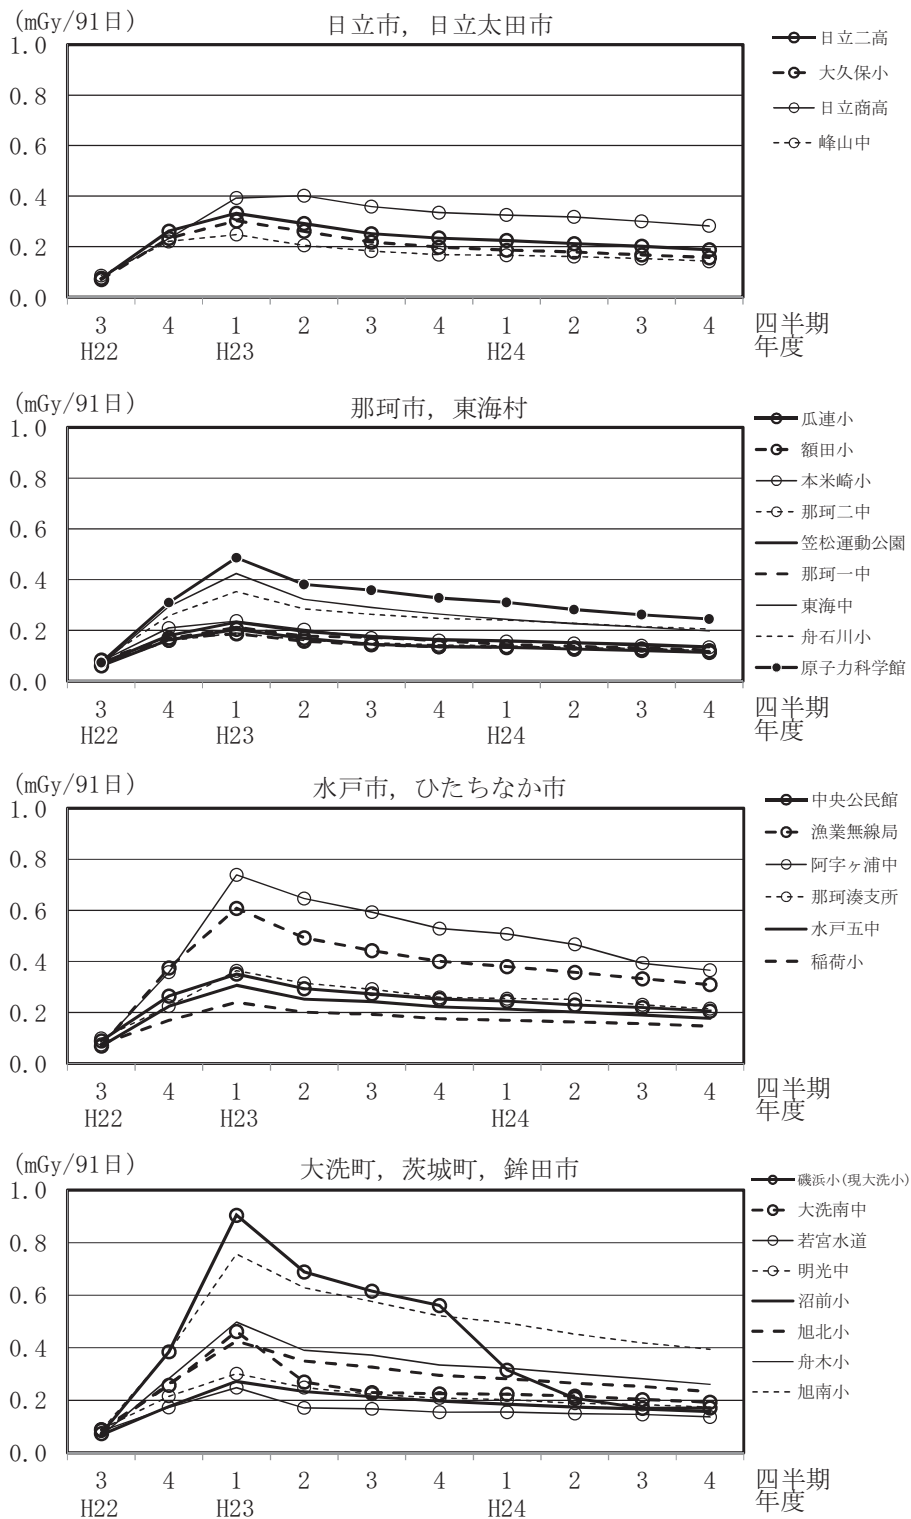 (mGy/91日)
日立市, 日立太田市
1.0
0.8
0.6
0.4
0.2
0.0
3 4 1 2 3 4 1 2 3 4 四半期
H22 H23 H24 年度
日立二高
大久保小
日立商高
峰山中
(mGy/91日)
那珂市, 東海村
1.0
0.8
0.6
0.4
0.2
0.0
3 4 1 2 3 4 1 2 3 4 四半期
H22 H23 H24 年度
瓜連小
額田小
本米崎小
那珂二中
笠松運動公園
那珂一中
東海中
舟石川小
原子力科学館
(mGy/91日)
水戸市, ひたちなか市
1.0
0.8
0.6
0.4
0.2
0.0
3 4 1 2 3 4 1 2 3 4 四半期
H22 H23 H24 年度
中央公民館
漁業無線局
阿字ヶ浦中
那珂湊支所
水戸五中
稲荷小
(mGy/91日)
大洗町, 茨城町, 鉾田市
1.0
0.8
0.6
0.4
0.2
0.0
3 4 1 2 3 4 1 2 3 4 四半期
H22 H23 H24 年度
磯浜小(現大洗小)
大洗南中
若宮水道
明光中
沼前小
旭北小
舟木小
旭南小